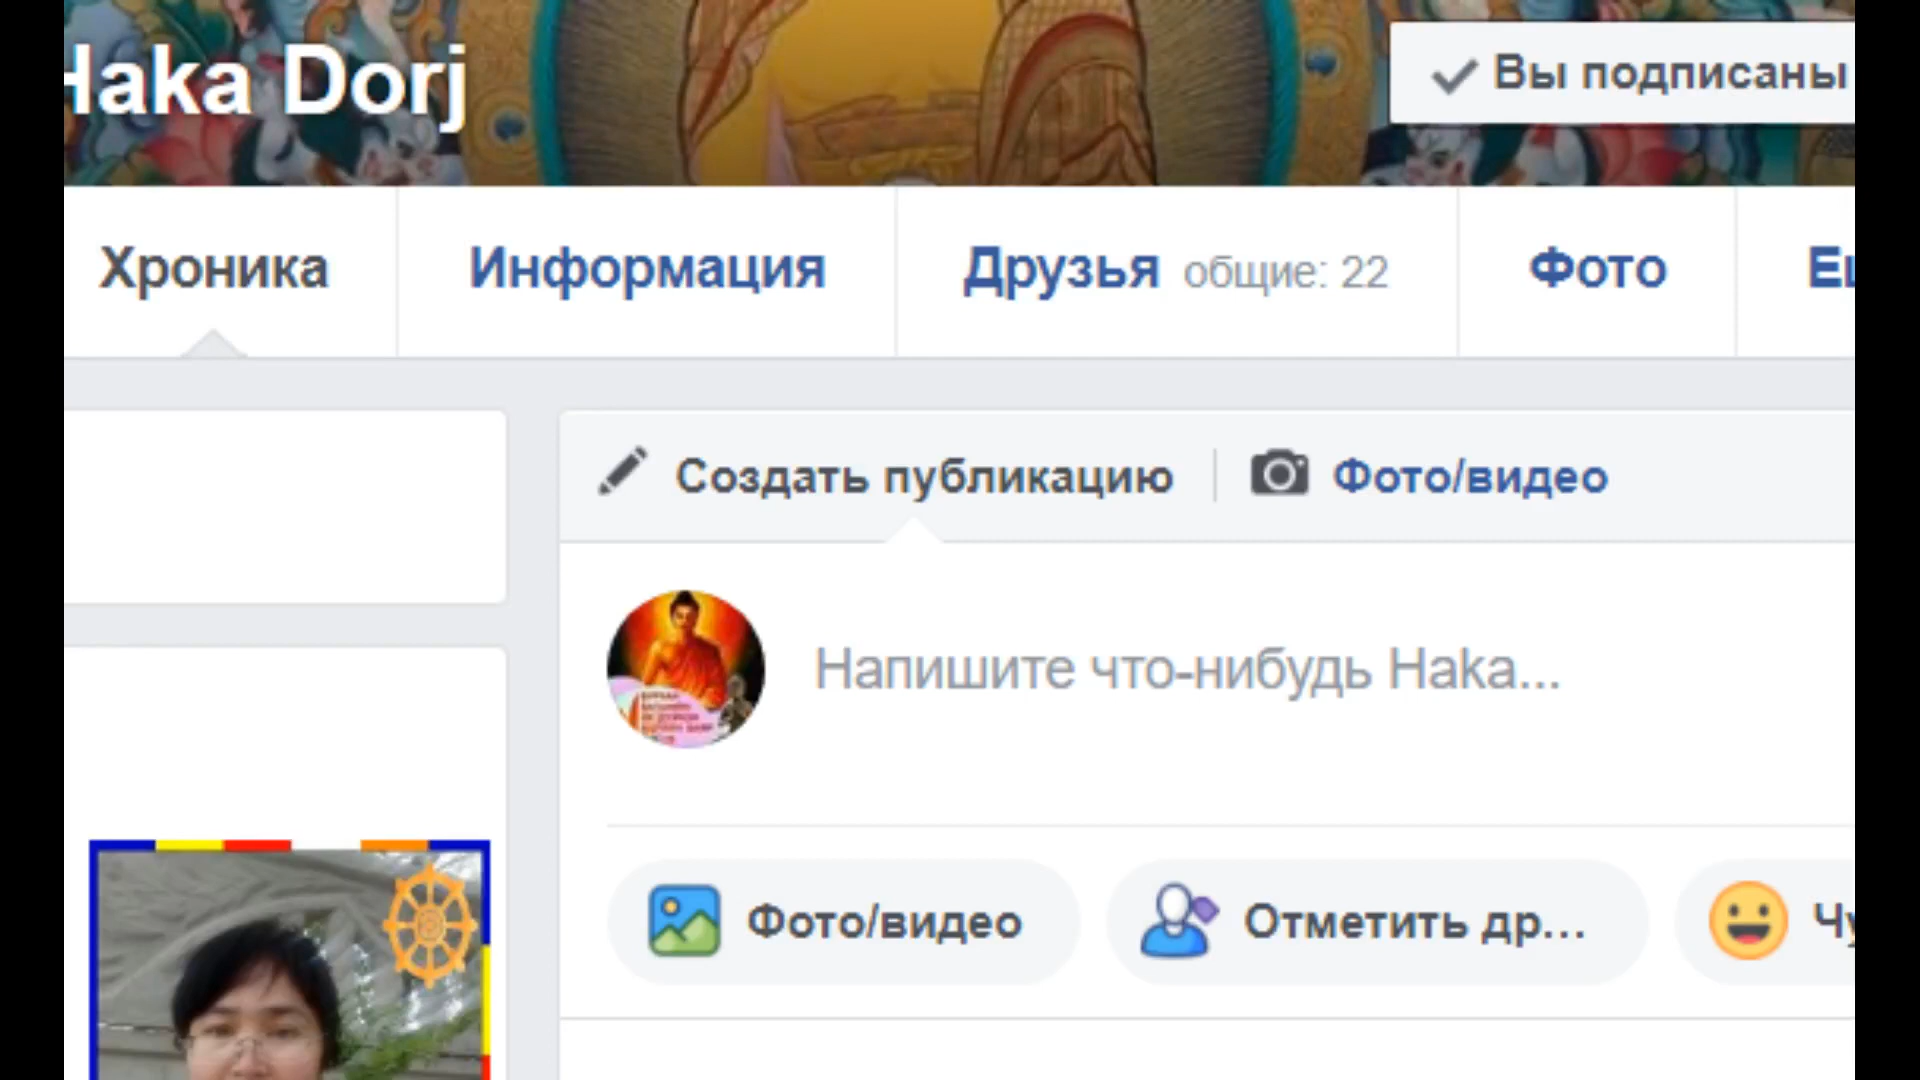 Haka Dorj
Вы подписаны
Хроника
Информация
Друзья общие: 22
Фото
Создать публикацию
Фото/видео
Напишите что-нибудь Haka...
Фото/видео
Отметить др...